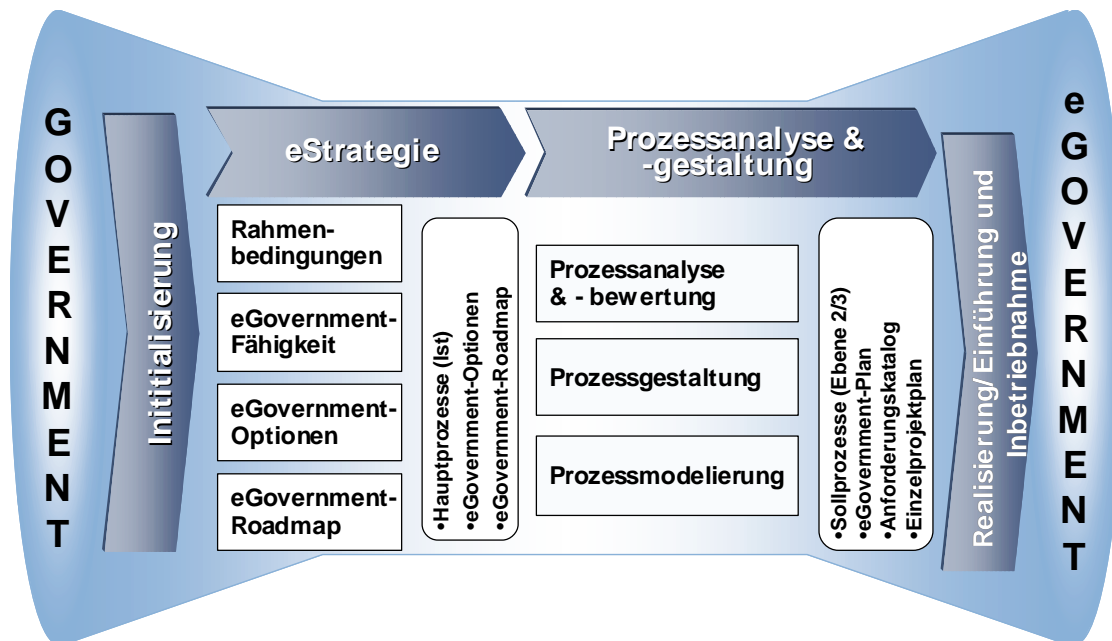 GOVERNMENT
Inititialisierung
eStrategie
Rahmen-
bedingungen
eGovernment-
Fähigkeit
eGovernment-
Optionen
eGovernment-
Roadmap
•Hauptprozesse (Ist)
•eGovernment-Optionen
•eGovernment-Roadmap
Prozessanalyse &
-gestaltung
Prozessanalyse
& - bewertung
Prozessgestaltung
Prozessmodelierung
•Sollprozesse (Ebene 2/3)
•eGovernment-Plan
•Anforderungskatalog
•Einzelprojektplan
Realisierung/Einführung und
Inbetriebnahme
eGOVERNMENT